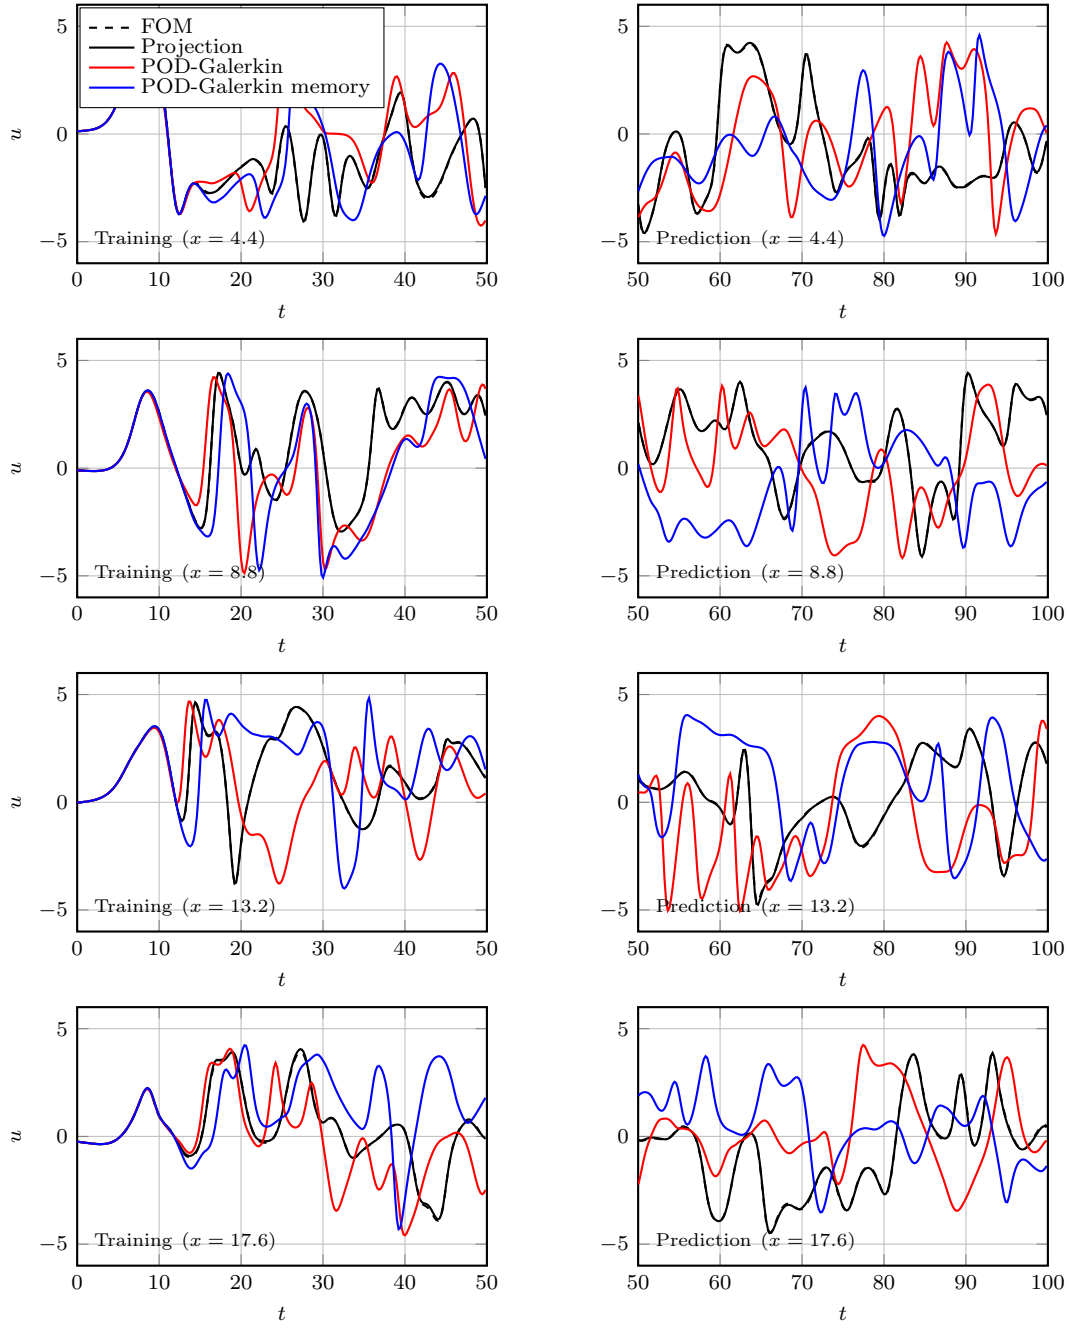 5
0
−5
u
FOM
Projection
POD-Galerkin
POD-Galerkin memory
Training (x = 4.4)
0 10 20 30 40 50
t
5
0
−5
Prediction (x = 4.4)
50 60 70 80 90 100
t
5
0
−5
u
Training (x = 8.8)
0 10 20 30 40 50
t
5
0
−5
Prediction (x = 8.8)
50 60 70 80 90 100
t
5
0
−5
u
Training (x = 13.2)
0 10 20 30 40 50
t
5
0
−5
Prediction (x = 13.2)
50 60 70 80 90 100
t
5
0
−5
u
Training (x = 17.6)
0 10 20 30 40 50
t
5
0
−5
Prediction (x = 17.6)
50 60 70 80 90 100
t